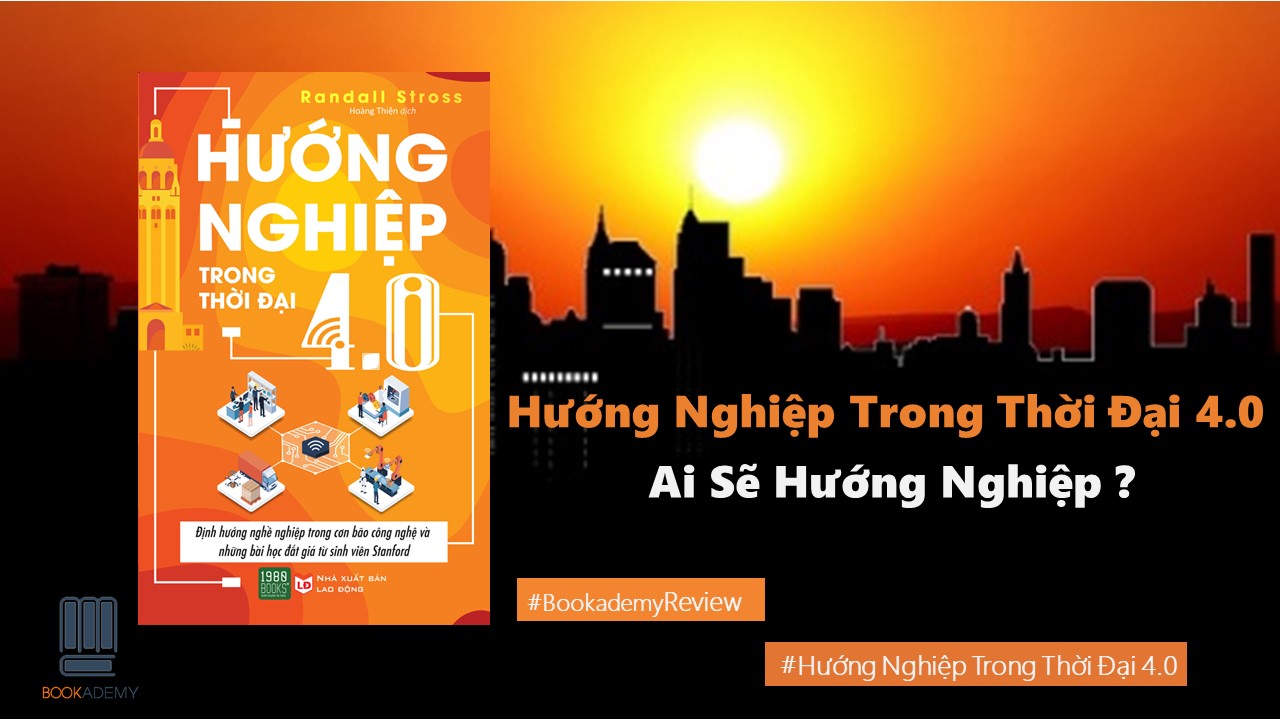 Randall Stross
Hoàng Thiện dịch
HƯỚNG
NGHIỆP
TRONG
THỜI ĐẠI
4.0
Định hướng nghề nghiệp trong cơn bão công nghệ và
những bài học đắt giá từ sinh viên Stanford
1980
BOOKS
LĐ
NHÀ XUẤT BẢN
LAO ĐỘNG
Hướng Nghiệp Trong Thời Đại 4.0
Ai Sẽ Hướng Nghiệp ?
#BookademyReview
#Hướng Nghiệp Trong Thời Đại 4.0
BOOKADEMY